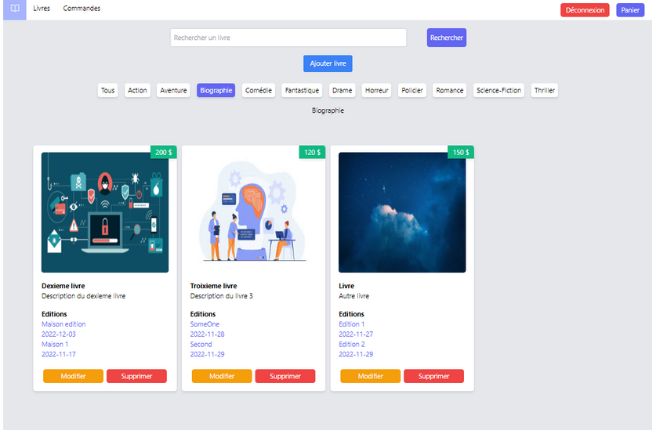 Livres Commandes Déconnexion Panier
Rechercher un livre Rechercher
Ajouter livre
Tous Action Aventure Biographie Comédie Fantastique Drame Horreur Policier Romance Science-Fiction Thriller
Biographie
200 $
Dexieme livre
Description du dexieme livre
Editions
Maison edition
2022-12-03
Maison 1
2022-11-17
Modifier Supprimer
120 $
Troixieme livre
Description du livre 3
Editions
SomeOne
2022-11-28
Second
2022-11-29
Modifier Supprimer
150 $
Livre
Autre livre
Editions
Edition 1
2022-11-27
Edition 2
2022-11-29
Modifier Supprimer